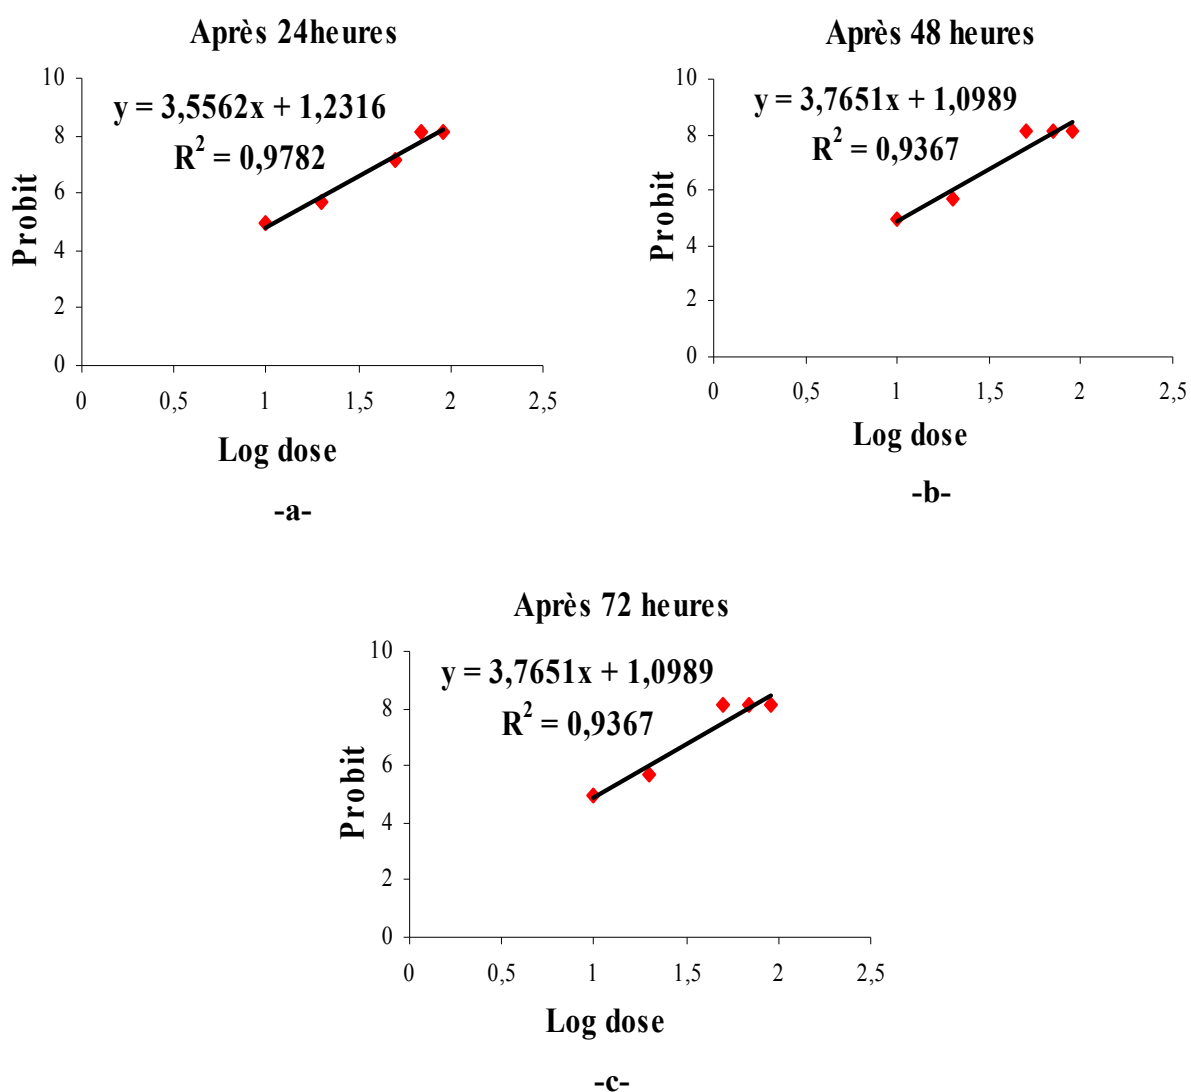 Après 24heures
y = 3,5562x + 1,2316
R² = 0,9782
Probit
10
8
6
4
2
0
0 0,5 1 1,5 2 2,5
Log dose
-a-
Après 48 heures
y = 3,7651x + 1,0989
R² = 0,9367
Probit
10
8
6
4
2
0
0 0,5 1 1,5 2 2,5
Log dose
-b-
Après 72 heures
y = 3,7651x + 1,0989
R² = 0,9367
Probit
10
8
6
4
2
0
0 0,5 1 1,5 2 2,5
Log dose
-c-